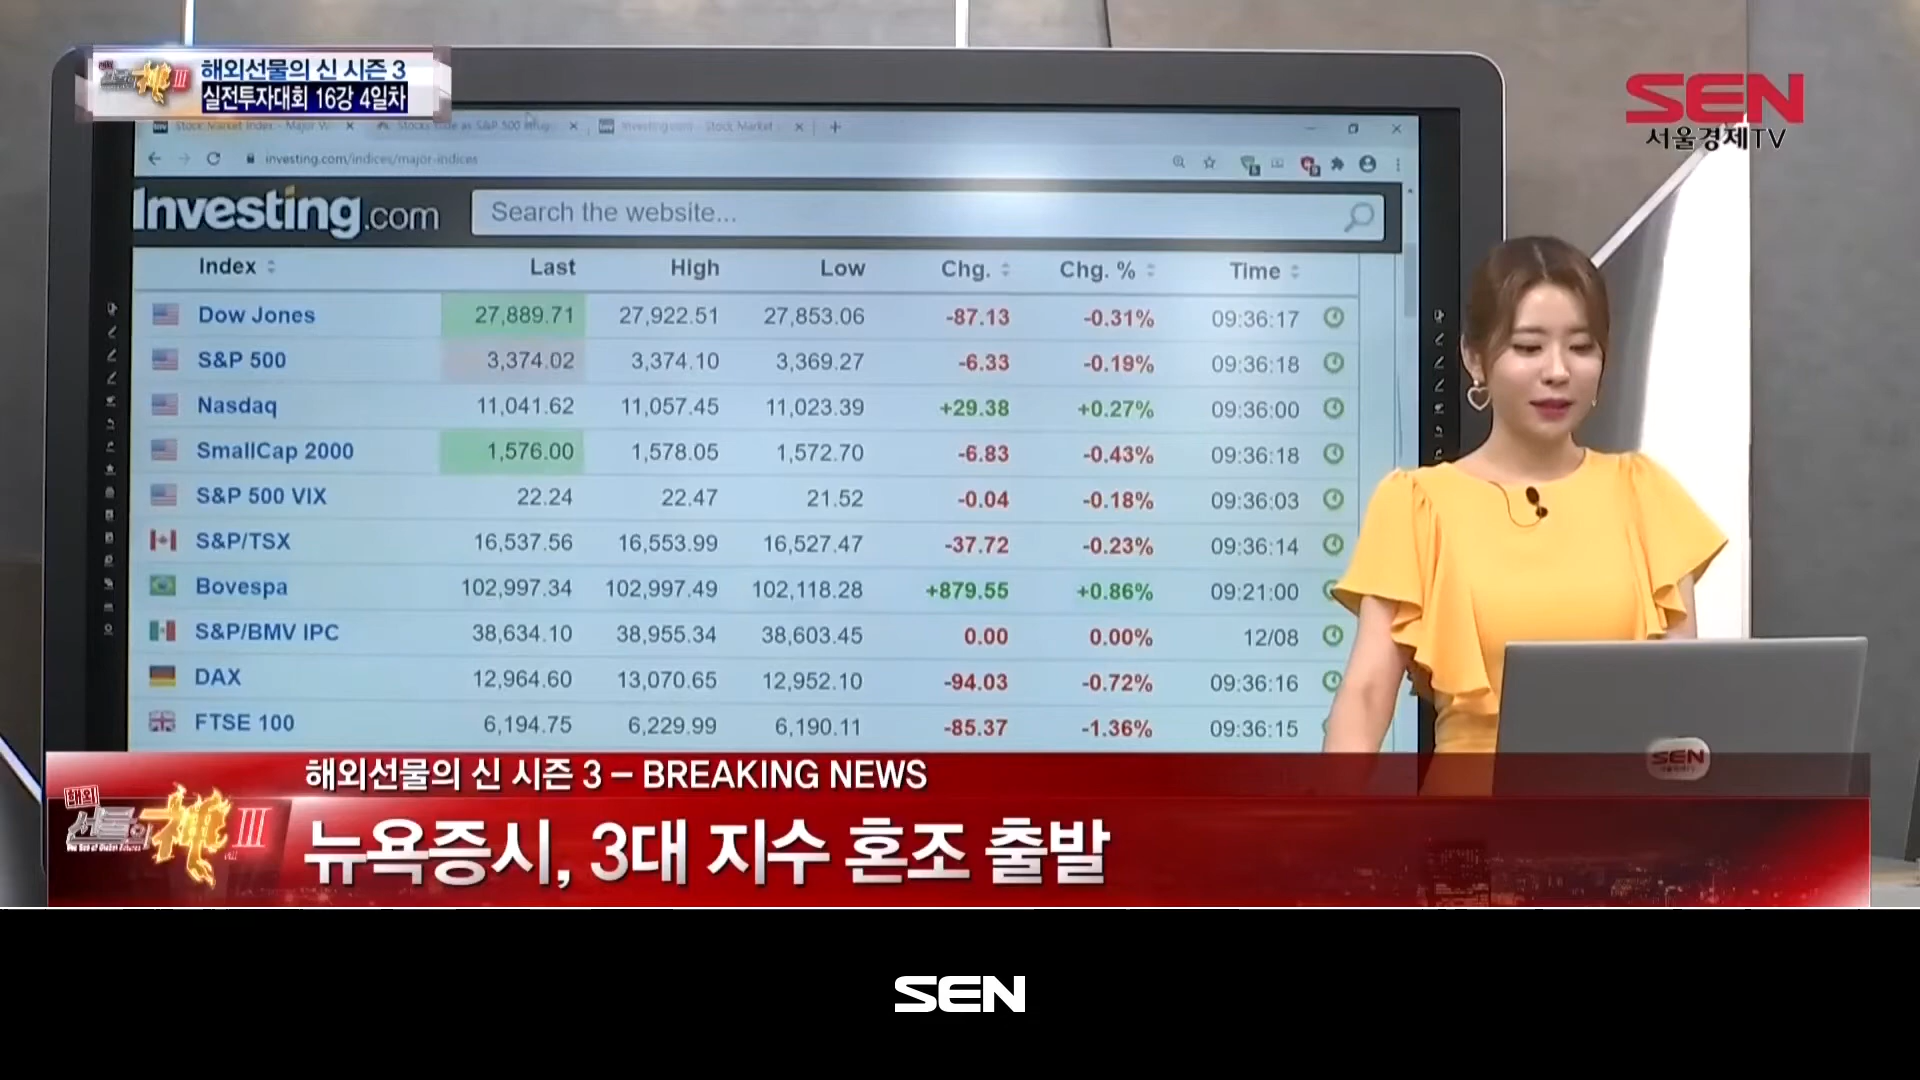 해외선물의 신 시즌 3
실전투자대회 16강 4일차
SEN
서울경제TV
investing.com/indices/major-indices
Investing.com
Search the website...
Index Last High Low Chg. Chg. % Time
Dow Jones 27,889.71 27,922.51 27,853.06 -87.13 -0.31% 09:36:17
S&P 500 3,374.02 3,374.10 3,369.27 -6.33 -0.19% 09:36:18
Nasdaq 11,041.62 11,057.45 11,023.39 +29.38 +0.27% 09:36:00
SmallCap 2000 1,576.00 1,578.05 1,572.70 -6.83 -0.43% 09:36:18
S&P 500 VIX 22.24 22.47 21.52 -0.04 -0.18% 09:36:03
S&P/TSX 16,537.56 16,553.99 16,527.47 -37.72 -0.23% 09:36:14
Bovespa 102,997.34 102,997.49 102,118.28 +879.55 +0.86% 09:21:00
S&P/BMV IPC 38,634.10 38,955.34 38,603.45 0.00 0.00% 12/08
DAX 12,964.60 13,070.65 12,952.10 -94.03 -0.72% 09:36:16
FTSE 100 6,194.75 6,229.99 6,190.11 -85.37 -1.36% 09:36:15
SEN
해외선물의 신 시즌 3 – BREAKING NEWS
해외
선물의 神 III
뉴욕증시, 3대 지수 혼조 출발
SEN